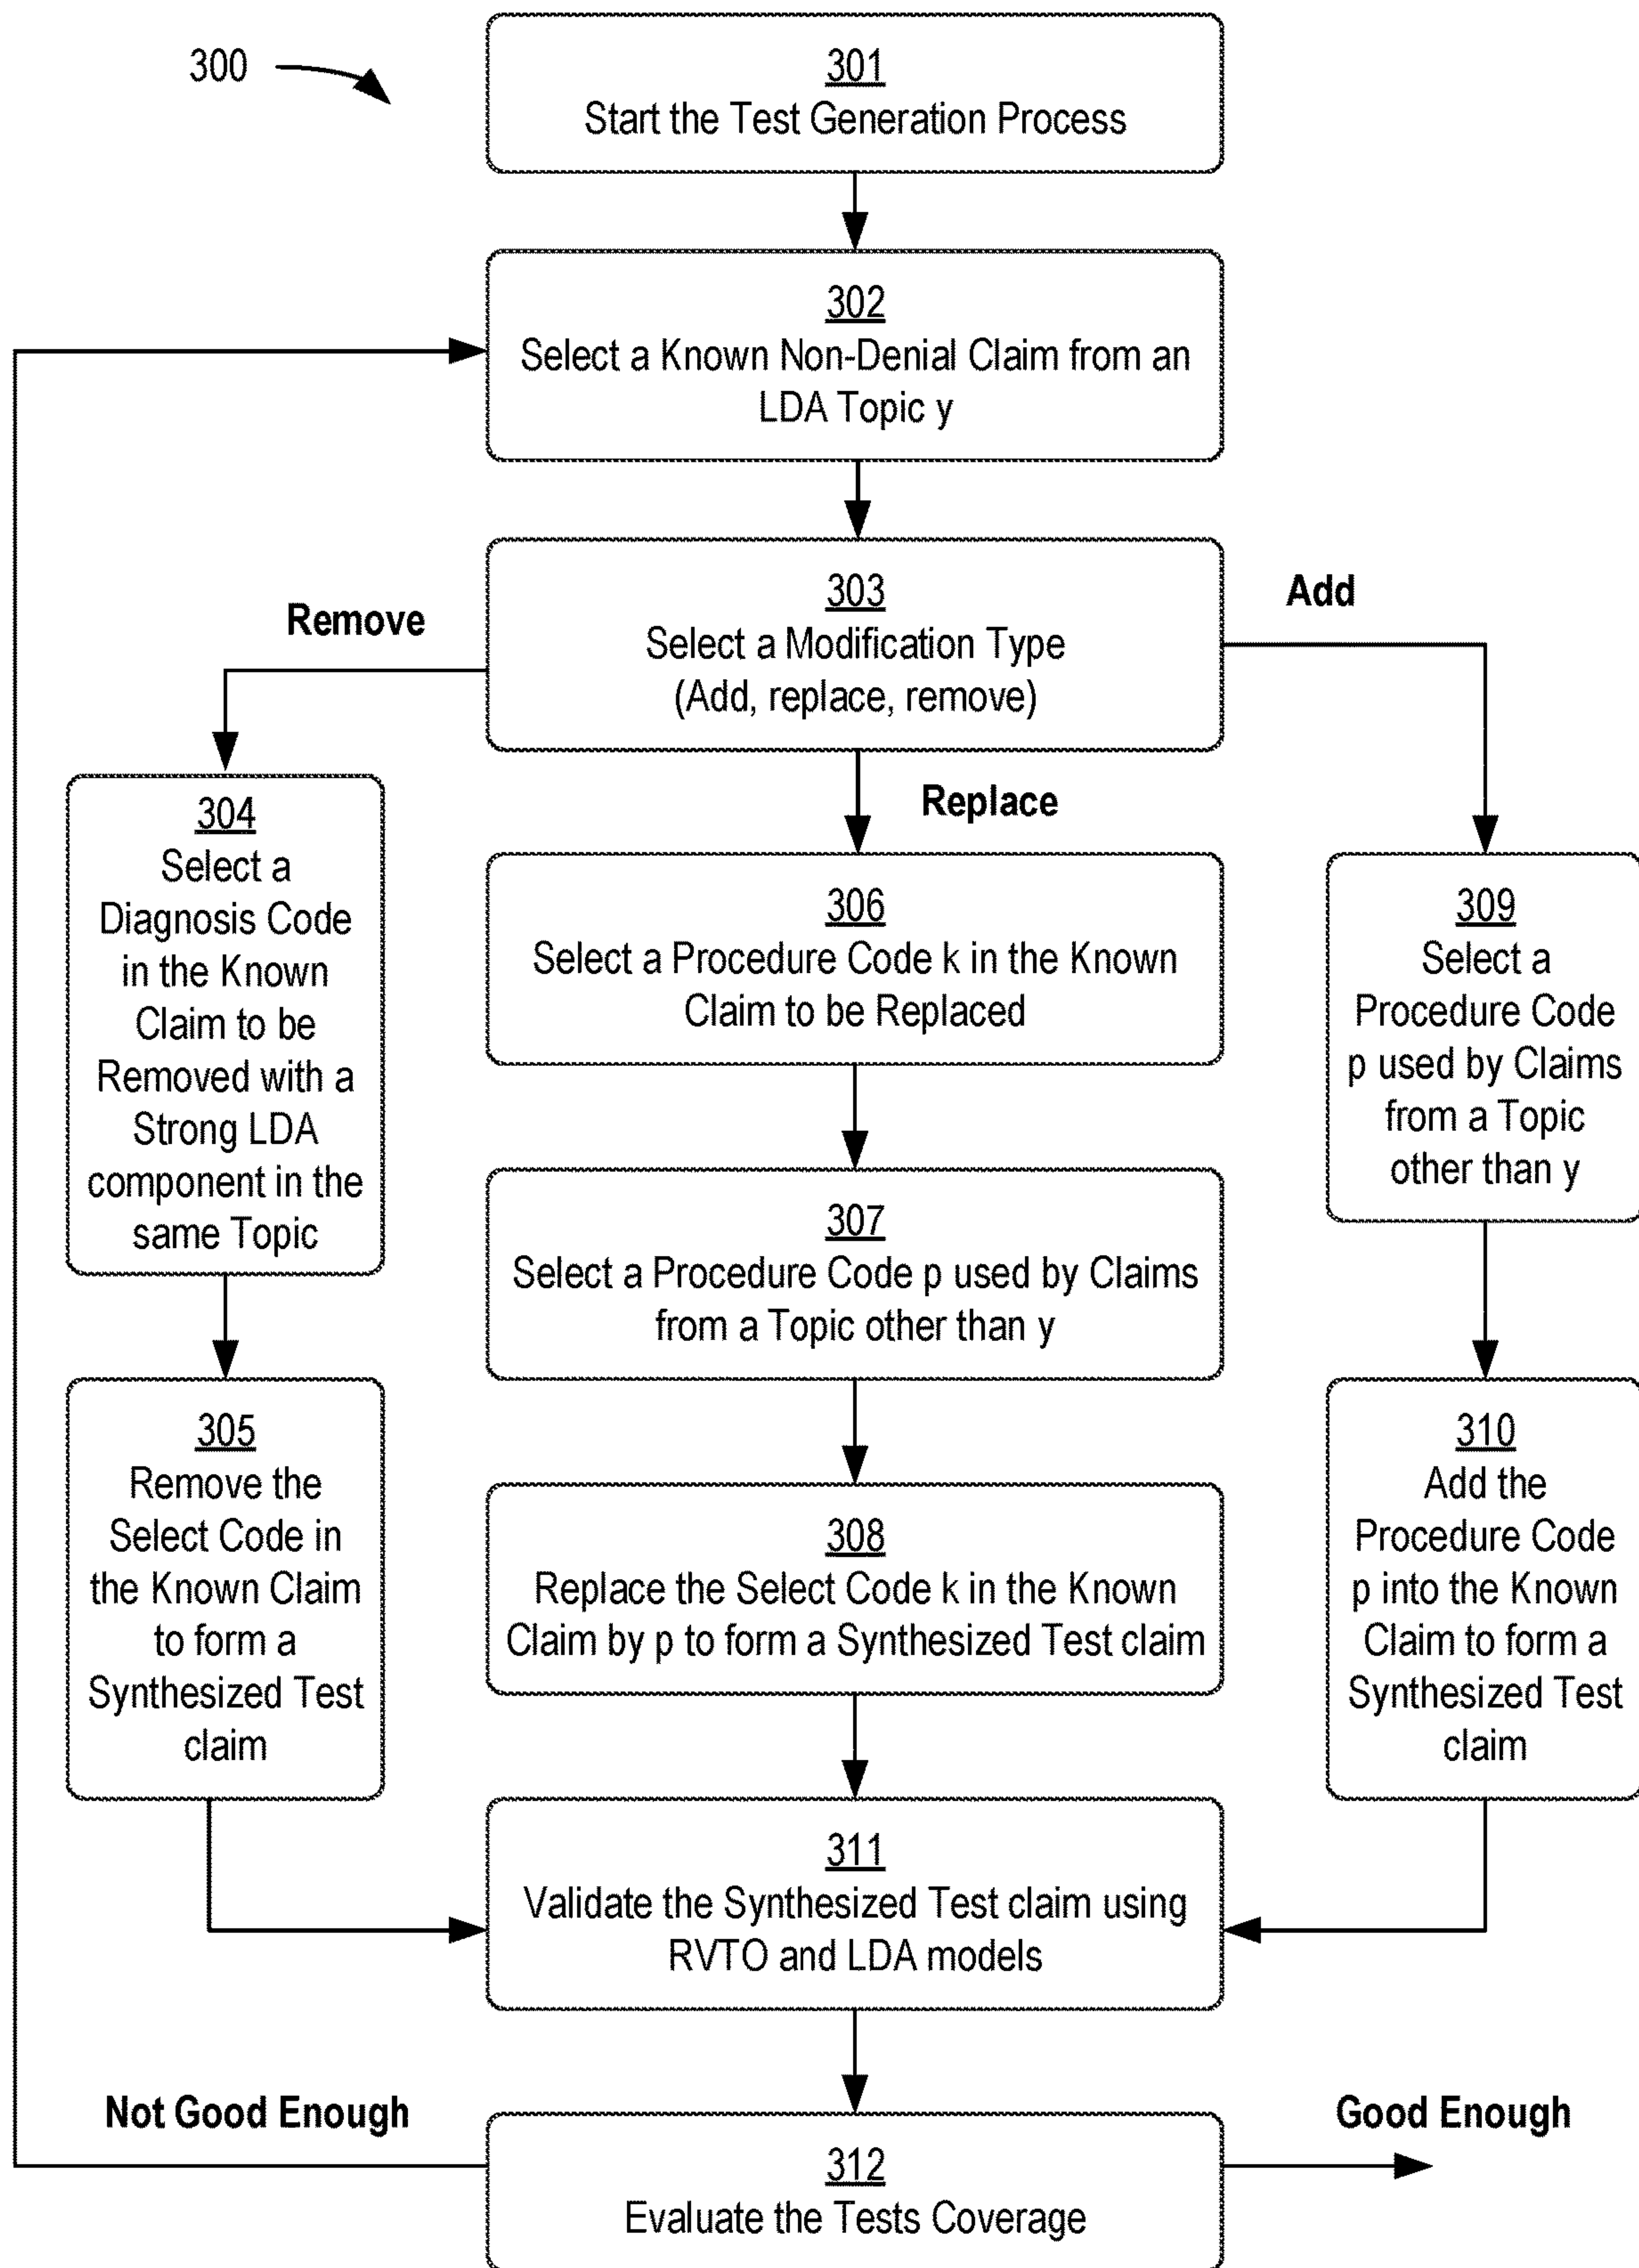 300
301
Start the Test Generation Process
302
Select a Known Non-Denial Claim from an
LDA Topic y
303
Select a Modification Type
(Add, replace, remove)
Remove
Add
Replace
304
Select a
Diagnosis Code
in the Known
Claim to be
Removed with a
Strong LDA
component in the
same Topic
305
Remove the
Select Code in
the Known Claim
to form a
Synthesized Test
claim
306
Select a Procedure Code k in the Known
Claim to be Replaced
307
Select a Procedure Code p used by Claims
from a Topic other than y
308
Replace the Select Code k in the Known
Claim by p to form a Synthesized Test claim
309
Select a
Procedure Code
p used by Claims
from a Topic
other than y
310
Add the
Procedure Code
p into the Known
Claim to form a
Synthesized Test
claim
311
Validate the Synthesized Test claim using
RVTO and LDA models
Not Good Enough
Good Enough
312
Evaluate the Tests Coverage